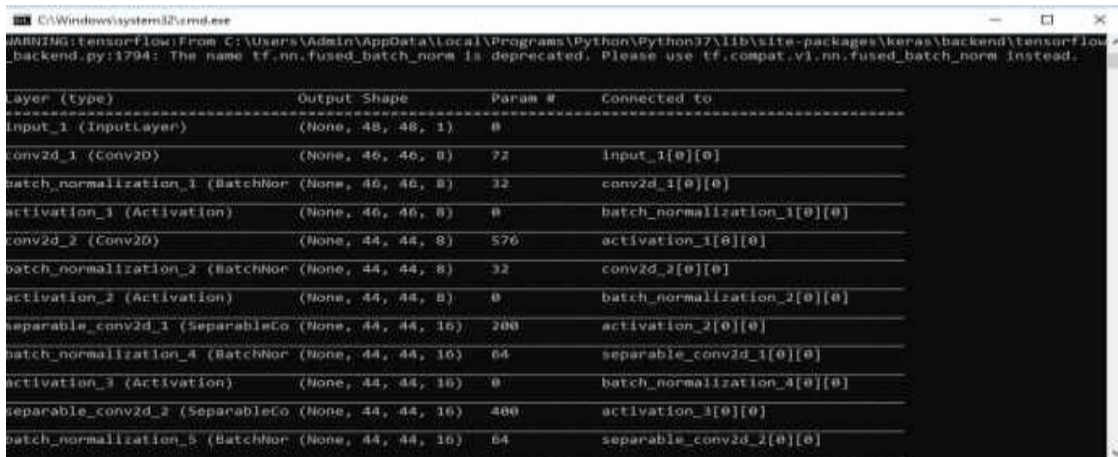 C:\Windows\system32\cmd.exe
WARNING:tensorflow:From C:\Users\Admin\AppData\Local\Programs\Python\Python37\lib\site-packages\keras\backend\tensorflow
_backend.py:1794: The name tf.nn.fused_batch_norm is deprecated. Please use tf.compat.v1.nn.fused_batch_norm instead.
Layer (type) Output Shape Param # Connected to
input_1 (InputLayer) (None, 48, 48, 1) 0
conv2d_1 (Conv2D) (None, 46, 46, 8) 72 input_1[0][0]
batch_normalization_1 (BatchNor (None, 46, 46, 8) 32 conv2d_1[0][0]
activation_1 (Activation) (None, 46, 46, 8) 0 batch_normalization_1[0][0]
conv2d_2 (Conv2D) (None, 44, 44, 8) 576 activation_1[0][0]
batch_normalization_2 (BatchNor (None, 44, 44, 8) 32 conv2d_2[0][0]
activation_2 (Activation) (None, 44, 44, 8) 0 batch_normalization_2[0][0]
separable_conv2d_1 (SeparableCo (None, 44, 44, 16) 200 activation_2[0][0]
batch_normalization_4 (BatchNor (None, 44, 44, 16) 64 separable_conv2d_1[0][0]
activation_3 (Activation) (None, 44, 44, 16) 0 batch_normalization_4[0][0]
separable_conv2d_2 (SeparableCo (None, 44, 44, 16) 400 activation_3[0][0]
batch_normalization_5 (BatchNor (None, 44, 44, 16) 64 separable_conv2d_2[0][0]